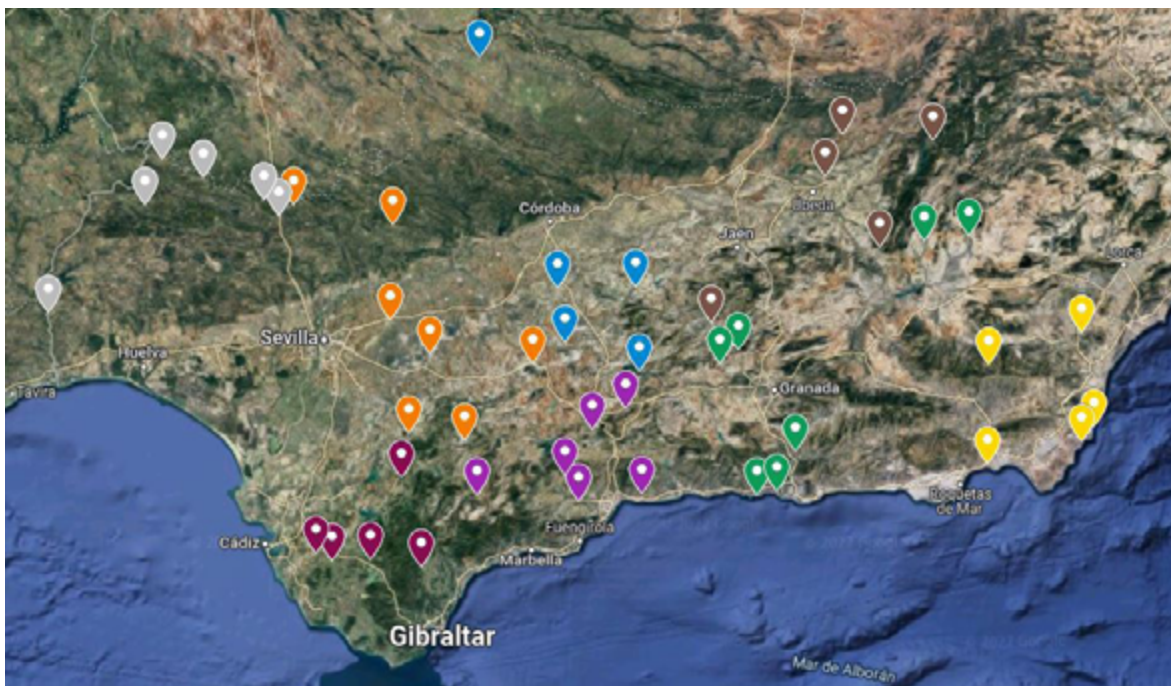 Córdoba
Úbeda
Jaén
Lorca
Sevilla
Huelva
Tavira
Granada
Roquetas
de Mar
Fuengirola
Cádiz
Marbella
Gibraltar
Mar de Alborán